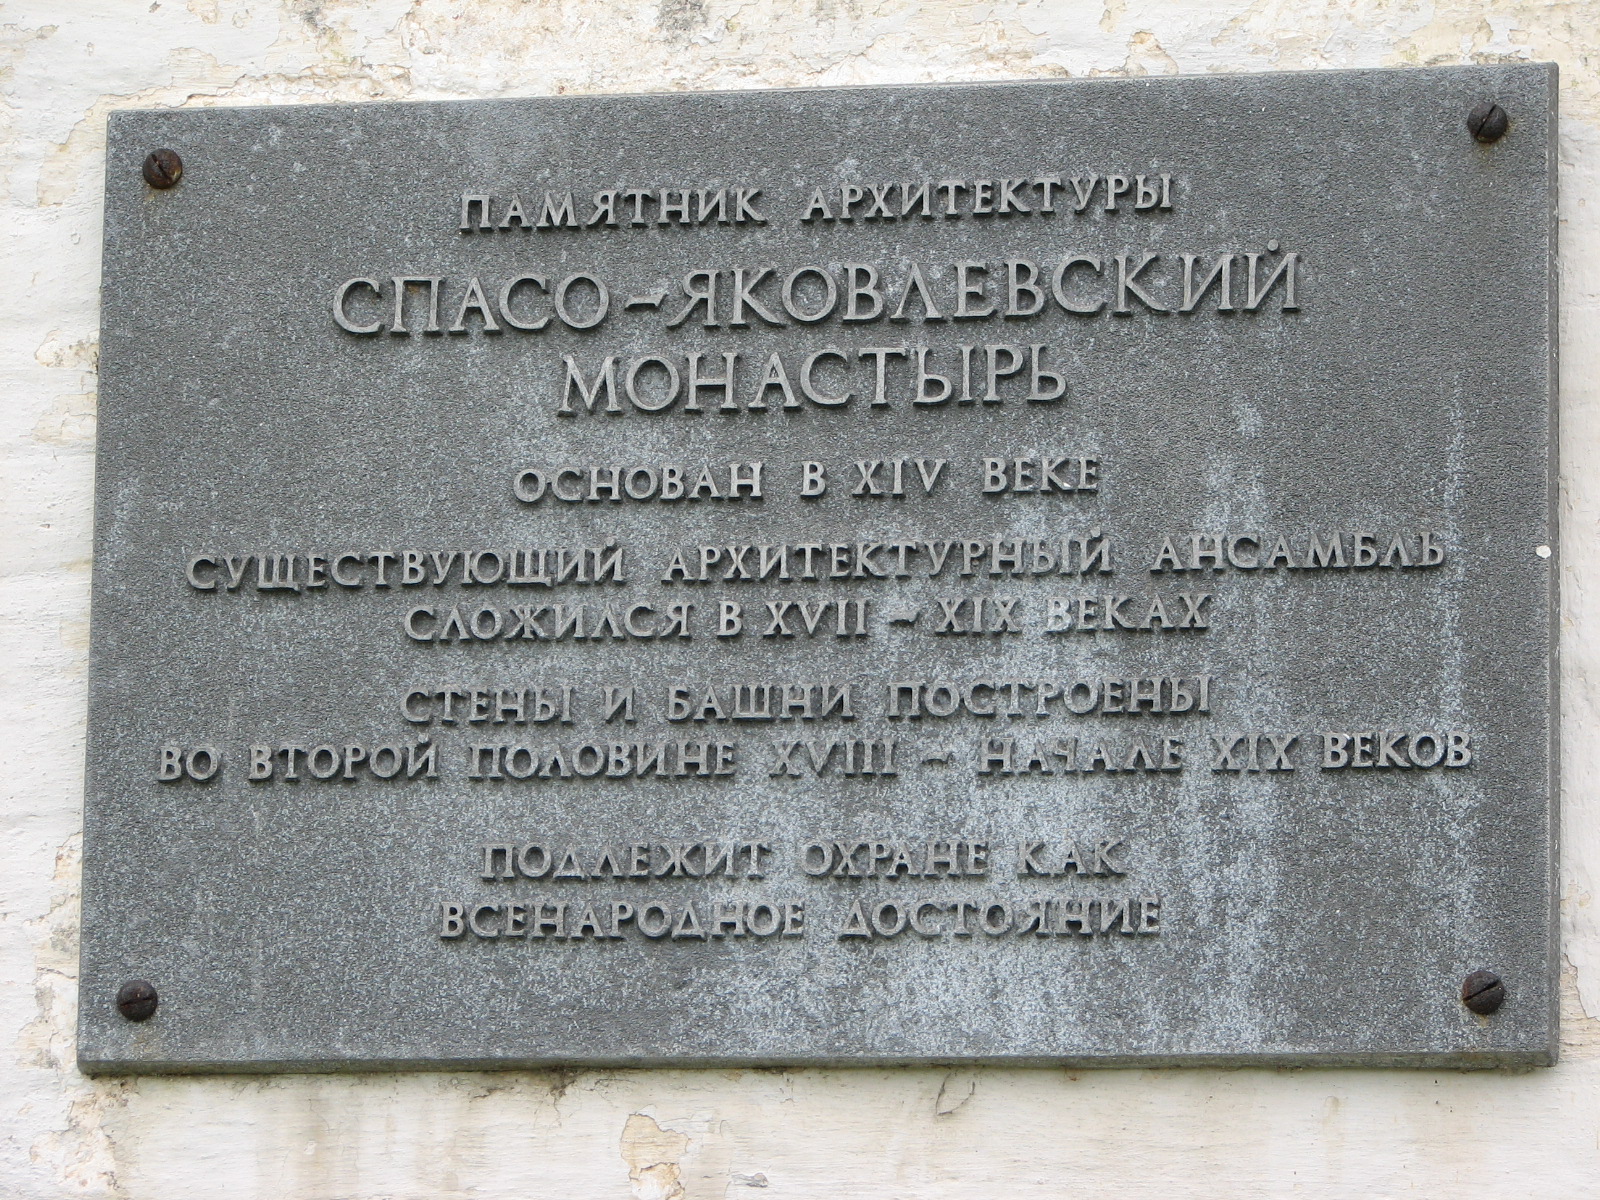 ПАМЯТНИК АРХИТЕКТУРЫ
СПАСО-ЯКОВЛЕВСКИЙ
МОНАСТЫРЬ
ОСНОВАН В XIV ВЕКЕ
СУЩЕСТВУЮЩИЙ АРХИТЕКТУРНЫЙ АНСАМБЛЬ
СЛОЖИЛСЯ В XVII - XIX ВЕКАХ
СТЕНЫ И БАШНИ ПОСТРОЕНЫ
ВО ВТОРОЙ ПОЛОВИНЕ XVIII - НАЧАЛЕ XIX ВЕКОВ
ПОДЛЕЖИТ ОХРАНЕ КАК
ВСЕНАРОДНОЕ ДОСТОЯНИЕ